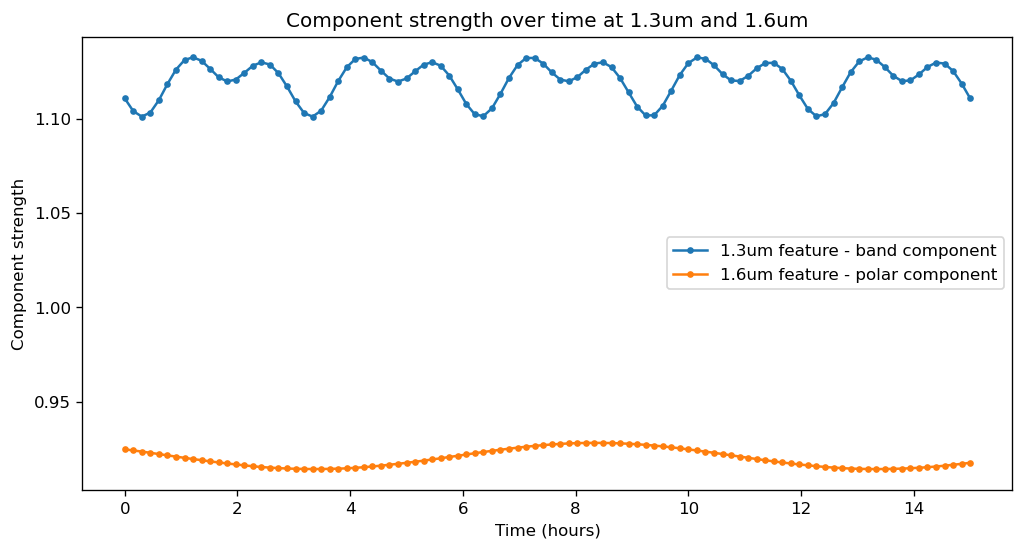 Component strength over time at 1.3um and 1.6um
Component strength
1.10
1.05
1.00
0.95
1.3um feature - band component
1.6um feature - polar component
0 2 4 6 8 10 12 14
Time (hours)